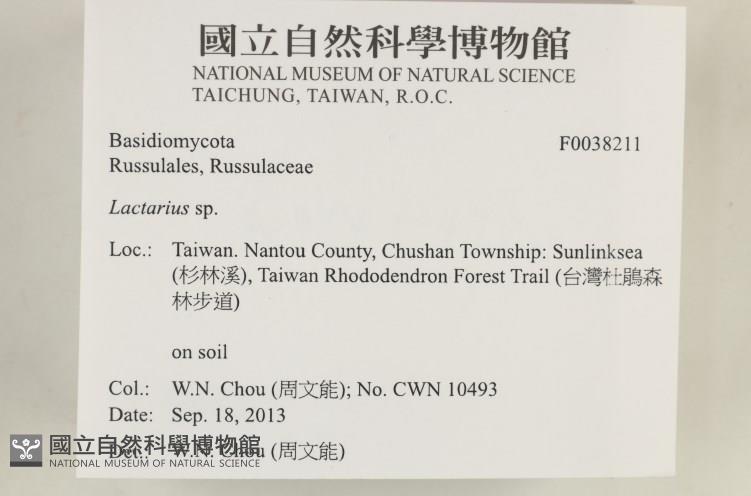 國立自然科學博物館
NATIONAL MUSEUM OF NATURAL SCIENCE
TAICHUNG, TAIWAN, R.O.C.
Basidiomycota F0038211
Russulales, Russulaceae
Lactarius sp.
Loc.: Taiwan. Nantou County, Chushan Township: Sunlinksea
(杉林溪), Taiwan Rhododendron Forest Trail (台灣杜鵑森
林步道)
on soil
Col.: W.N. Chou (周文能); No. CWN 10493
Date: Sep. 18, 2013
Det.: W.N. Chou (周文能)
國立自然科學博物館
NATIONAL MUSEUM OF NATURAL SCIENCE